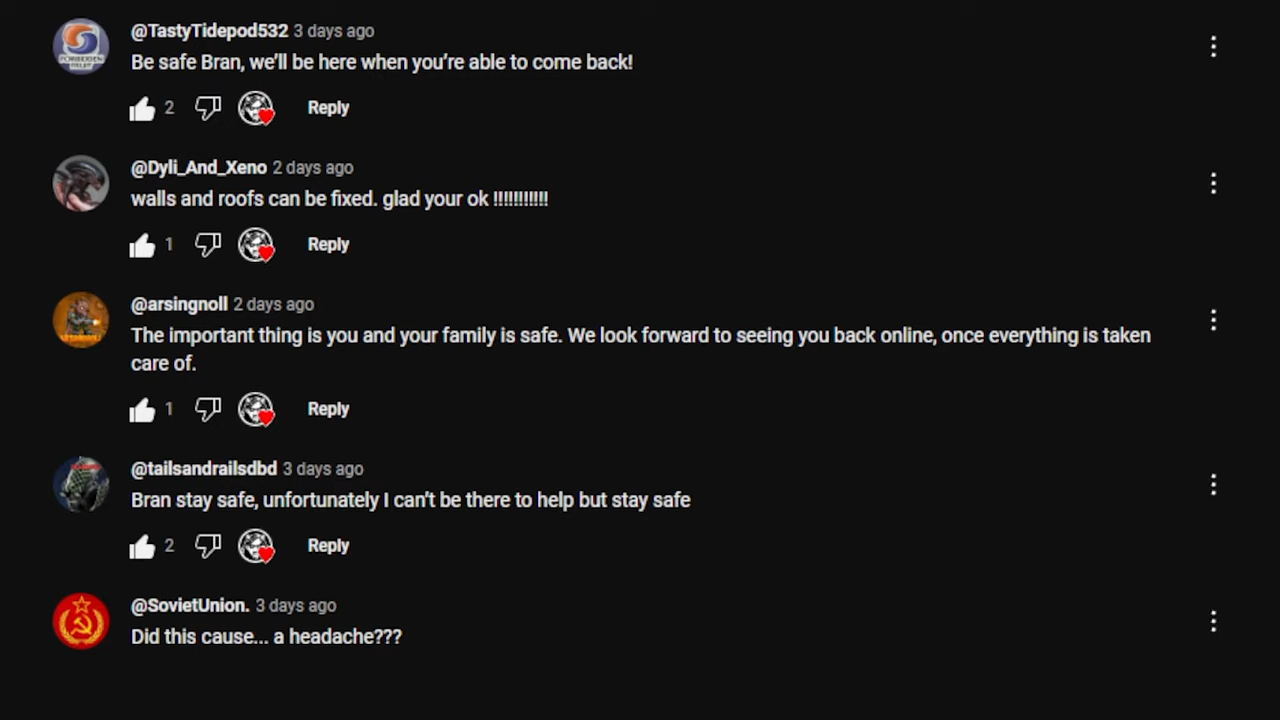 @TastyTidepod532 3 days ago
Be safe Bran, we'll be here when you're able to come back!
2 Reply
@Dyli_And_Xeno 2 days ago
walls and roofs can be fixed. glad your ok !!!!!!!!!!!
1 Reply
@arsingnoll 2 days ago
The important thing is you and your family is safe. We look forward to seeing you back online, once everything is taken
care of.
1 Reply
@tailsandrailsdbd 3 days ago
Bran stay safe, unfortunately I can't be there to help but stay safe
2 Reply
@SovietUnion. 3 days ago
Did this cause... a headache???